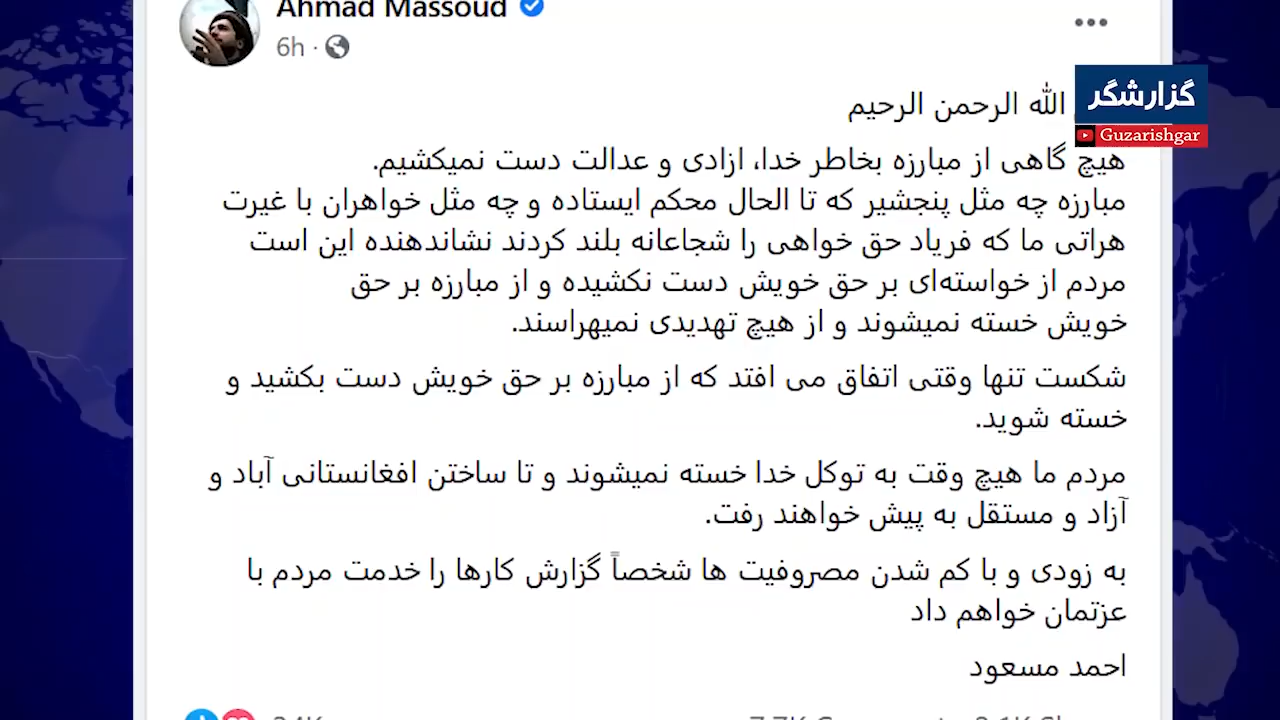 Ahmad Massoud
6h ·
گزارشگر
Guzarishgar
الله الرحمن الرحیم
هیچ گاهی از مبارزه بخاطر خدا، ازادی و عدالت دست نمیکشیم.
مبارزه چه مثل پنجشیر که تا الحال محکم ایستاده و چه مثل خواهران با غیرت
هراتی ما که فریاد حق خواهی را شجاعانه بلند کردند نشاندهنده این است
مردم از خواسته‌ای بر حق خویش دست نکشیده و از مبارزه بر حق
خویش خسته نمیشوند و از هیچ تهدیدی نمیهراسند.
شکست تنها وقتی اتفاق می افتد که از مبارزه بر حق خویش دست بکشید و
خسته شوید.
مردم ما هیچ وقت به توکل خدا خسته نمیشوند و تا ساختن افغانستانی آباد و
آزاد و مستقل به پیش خواهند رفت.
به زودی و با کم شدن مصروفیت ها شخصاً گزارش کارها را خدمت مردم با
عزتمان خواهم داد
احمد مسعود